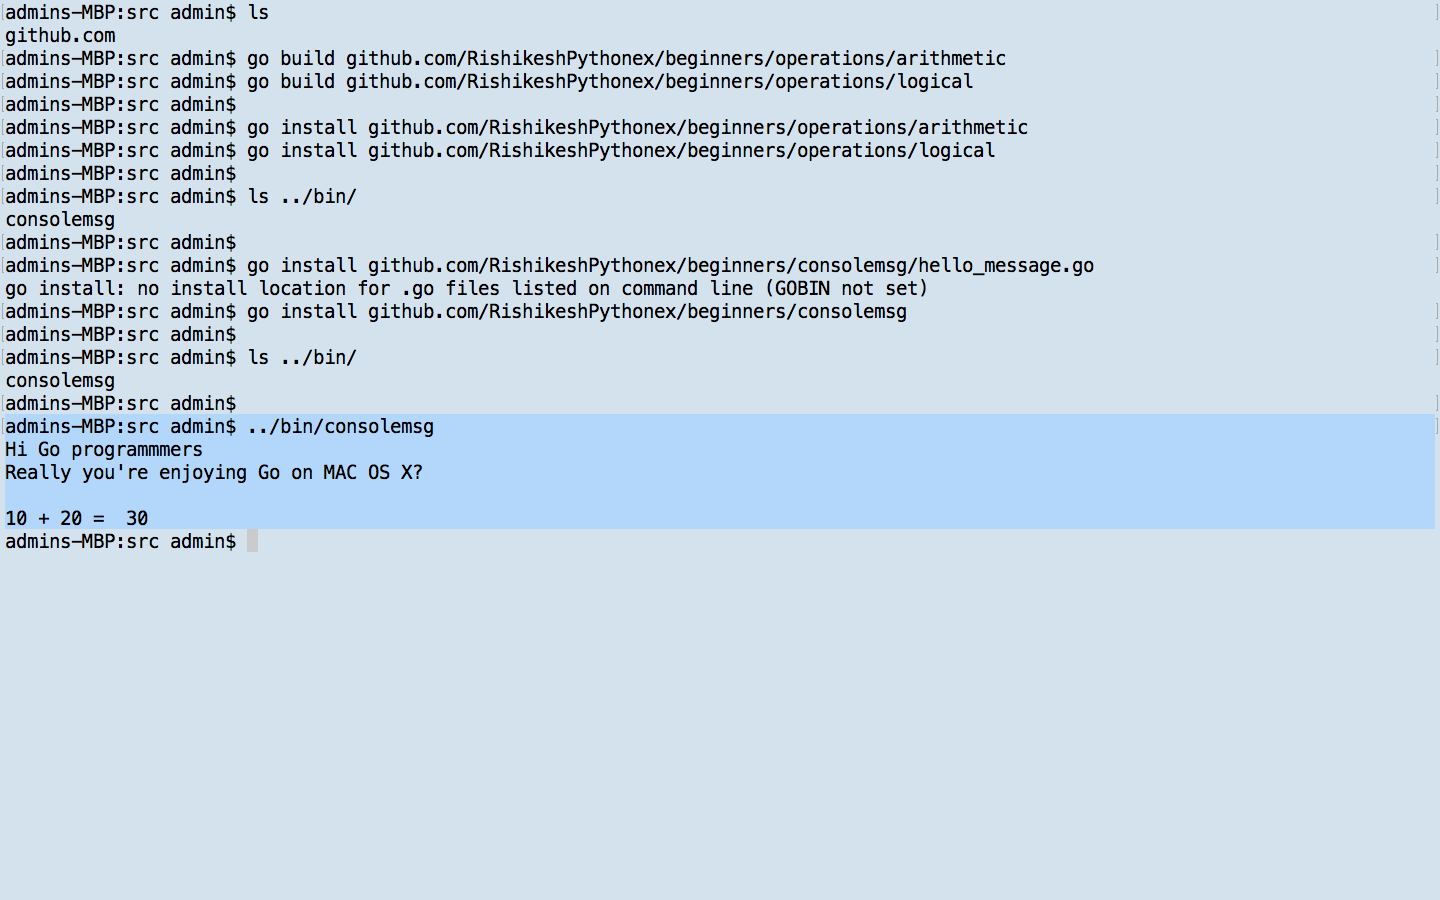 admins-MBP:src admin$ ls
github.com
admins-MBP:src admin$ go build github.com/RishikeshPythonex/beginners/operations/arithmetic
admins-MBP:src admin$ go build github.com/RishikeshPythonex/beginners/operations/logical
admins-MBP:src admin$
admins-MBP:src admin$ go install github.com/RishikeshPythonex/beginners/operations/arithmetic
admins-MBP:src admin$ go install github.com/RishikeshPythonex/beginners/operations/logical
admins-MBP:src admin$
admins-MBP:src admin$ ls ../bin/
consolemsg
admins-MBP:src admin$
admins-MBP:src admin$ go install github.com/RishikeshPythonex/beginners/consolemsg/hello_message.go
go install: no install location for .go files listed on command line (GOBIN not set)
admins-MBP:src admin$ go install github.com/RishikeshPythonex/beginners/consolemsg
admins-MBP:src admin$
admins-MBP:src admin$ ls ../bin/
consolemsg
admins-MBP:src admin$
admins-MBP:src admin$ ../bin/consolemsg
Hi Go programmmers
Really you're enjoying Go on MAC OS X?

10 + 20 =  30
admins-MBP:src admin$